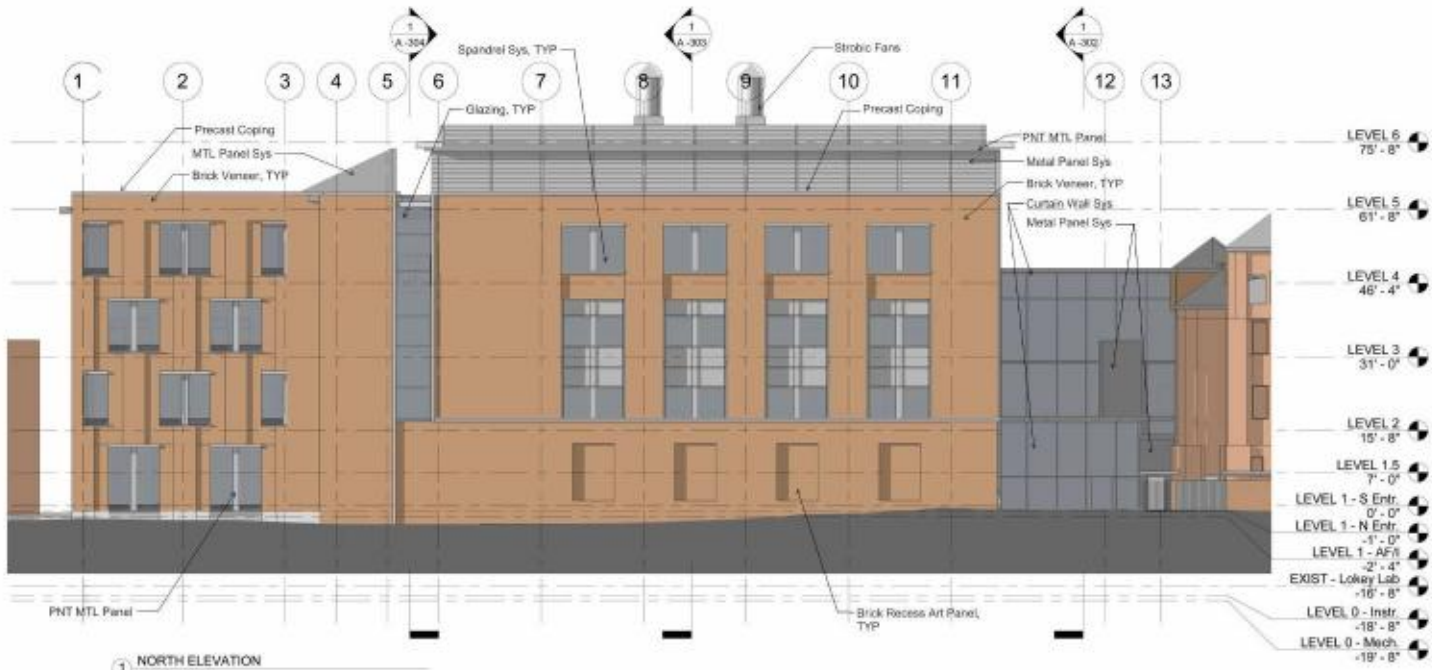 1
A-304
1
A-303
1
A-302
Spandrel Sys, TYP
Strobic Fans
1
2
3
4
5
6
7
8
9
10
11
12
13
Glazing, TYP
Precast Coping
Precast Coping
MTL Panel Sys
Brick Veneer, TYP
PNT MTL Panel
Metal Panel Sys
Brick Veneer, TYP
Curtain Wall Sys
Metal Panel Sys
LEVEL 6
75' - 8"
LEVEL 5
61' - 8"
LEVEL 4
46' - 4"
LEVEL 3
31' - 0"
LEVEL 2
15' - 8"
LEVEL 1.5
7' - 0"
LEVEL 1 - S Entr.
0' - 0"
LEVEL 1 - N Entr.
-1' - 0"
LEVEL 1 - AF/I
-2' - 4"
EXIST - Lokey Lab
-16' - 8"
LEVEL 0 - Instr.
-18' - 8"
LEVEL 0 - Mech.
-19' - 8"
PNT MTL Panel
Brick Recess Art Panel,
TYP
1 NORTH ELEVATION